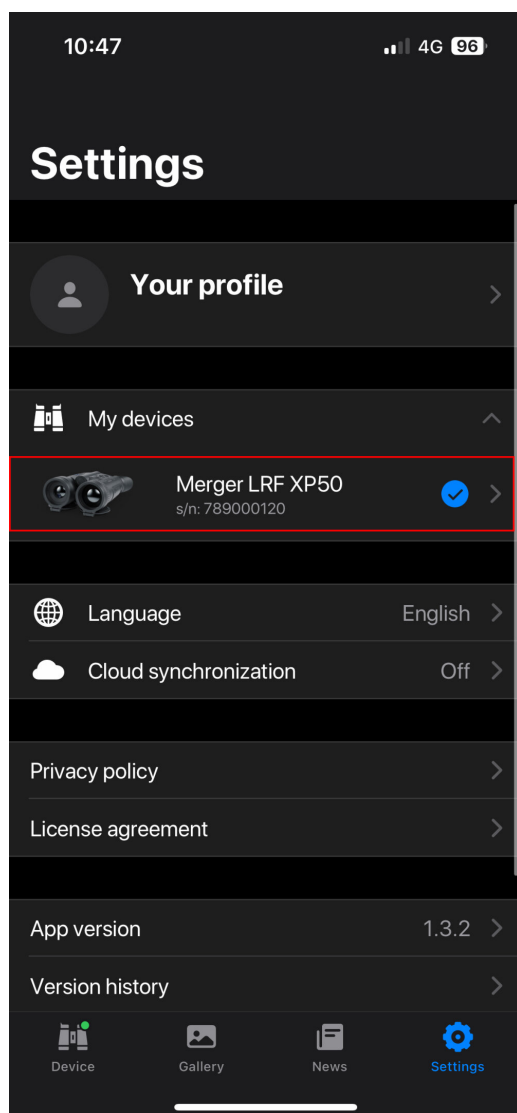 10:47
4G 96
Settings
Your profile
My devices
Merger LRF XP50
s/n: 789000120
Language English
Cloud synchronization Off
Privacy policy
License agreement
App version 1.3.2
Version history
Device Gallery News Settings